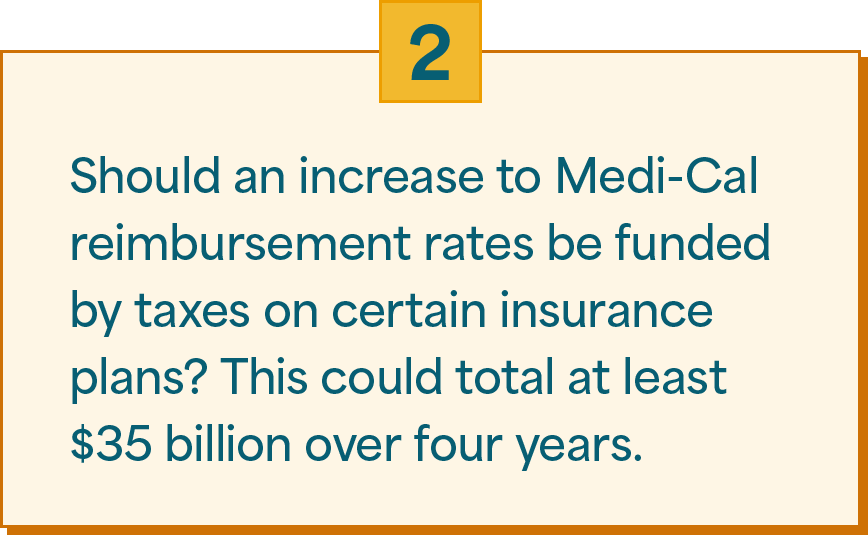 2
Should an increase to Medi-Cal
reimbursement rates be funded
by taxes on certain insurance
plans? This could total at least
$35 billion over four years.